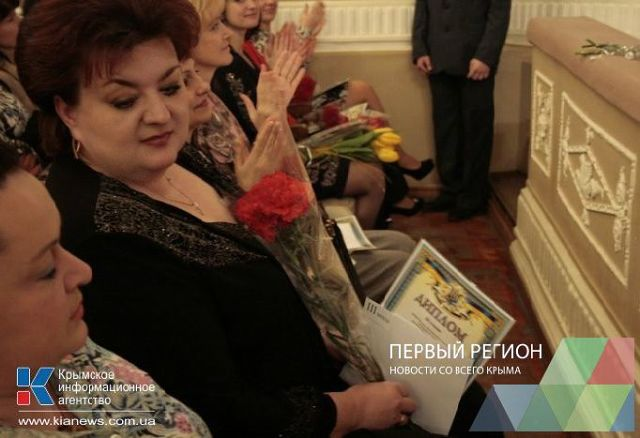 ДИПЛОМ
ПЕРВЫЙ РЕГИОН
НОВОСТИ СО ВСЕГО КРЫМА
Крымское
информационное
агентство
www.kianews.com.ua